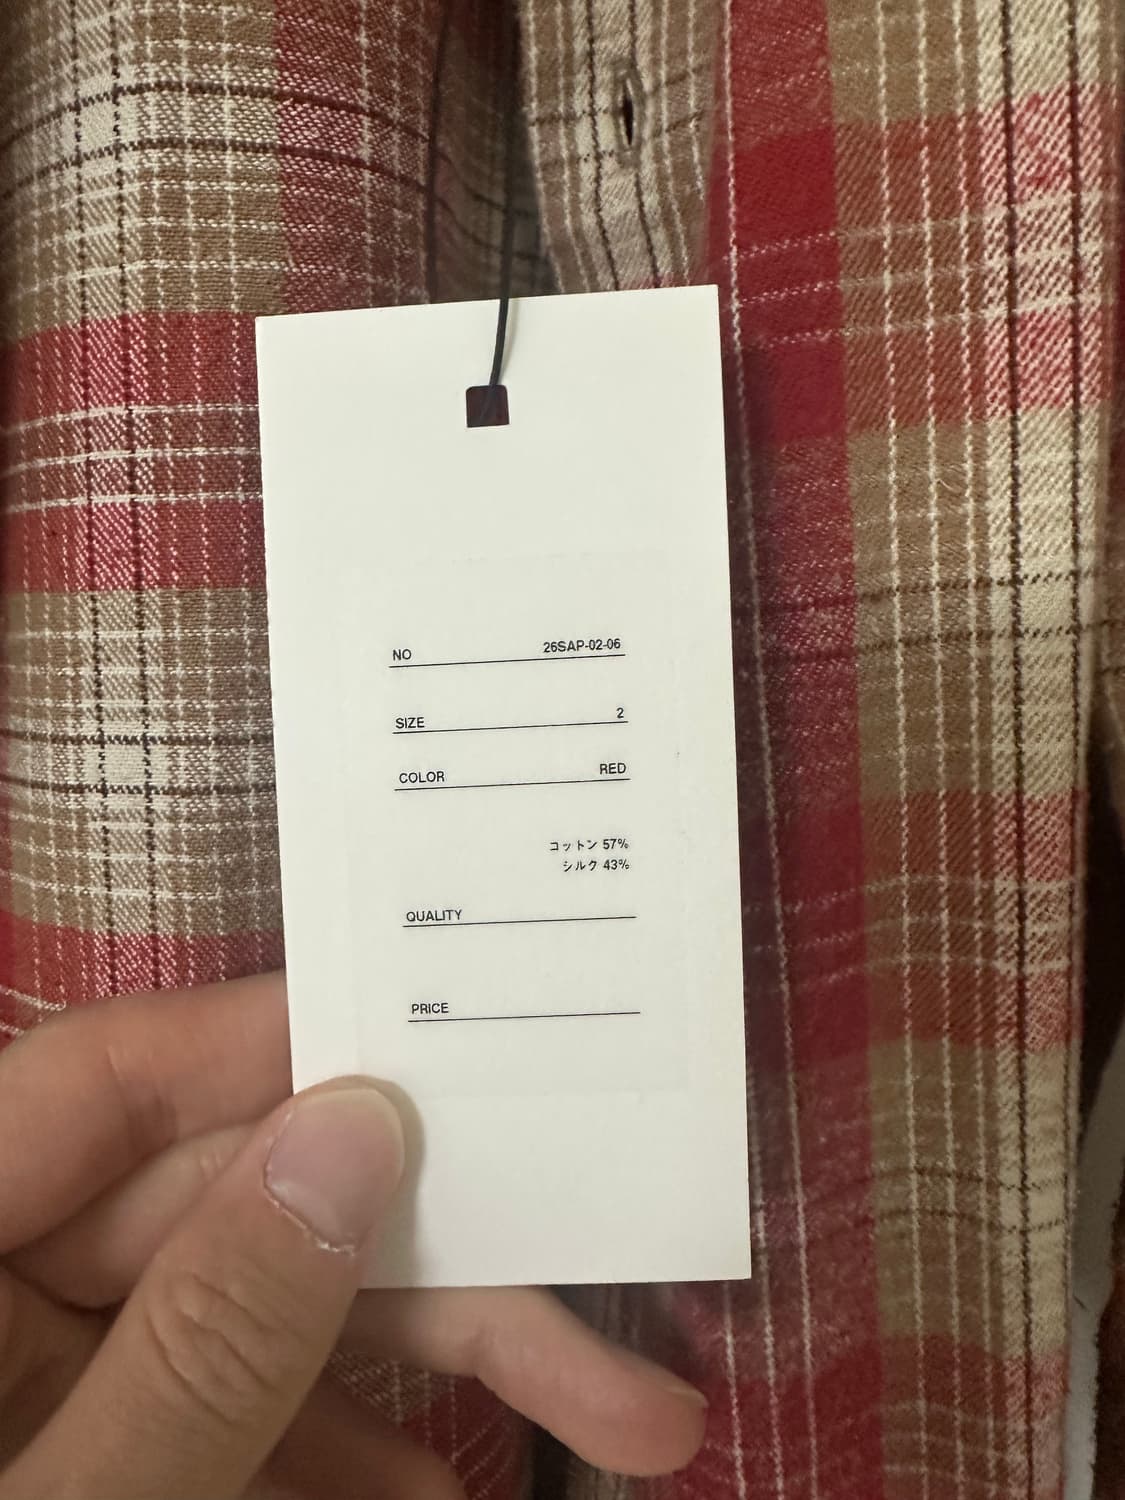 NO 26SAP-02-06
SIZE 2
COLOR RED
コットン 57%
シルク 43%
QUALITY
PRICE